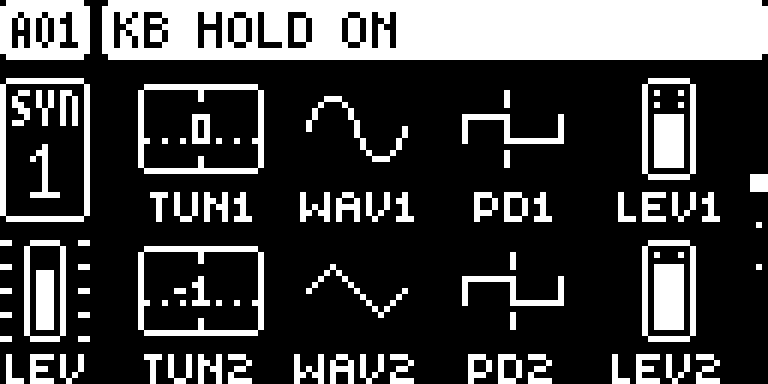 A01 KB HOLD ON
SYN
1
0
TUN1 WAV1 PD1 LEV1
-1
LEV TUN2 WAV2 PD2 LEV2